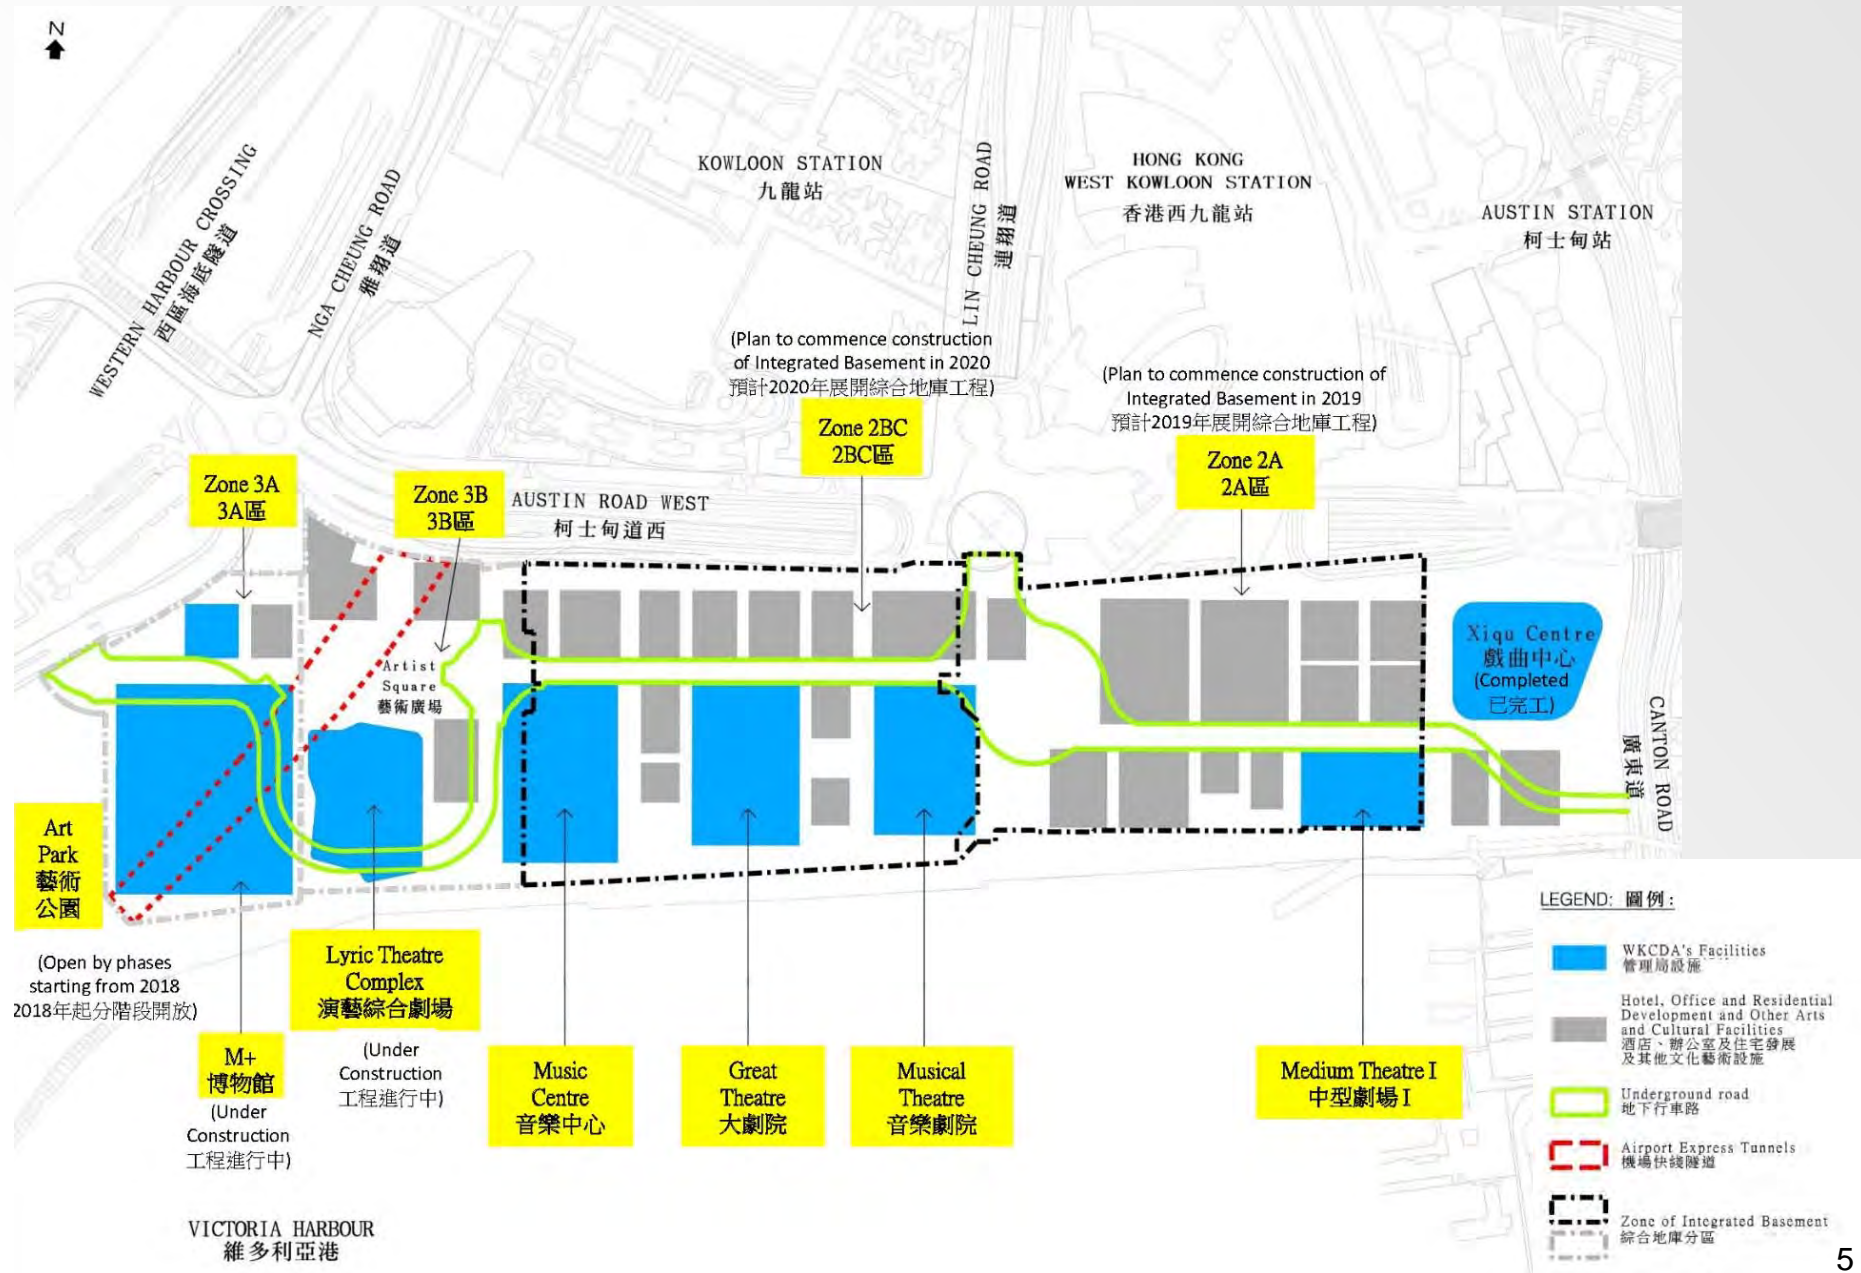 N
WESTERN HARBOUR CROSSING
西區海底隧道
NGA CHEUNG ROAD
雅翔道
KOWLOON STATION
九龍站
LIN CHEUNG ROAD
連翔道
HONG KONG
WEST KOWLOON STATION
香港西九龍站
AUSTIN STATION
柯士甸站
(Plan to commence construction
of Integrated Basement in 2020
預計2020年展開綜合地庫工程)
Zone 2BC
2BC區
(Plan to commence construction of
Integrated Basement in 2019
預計2019年展開綜合地庫工程)
Zone 2A
2A區
Zone 3A
3A區
Zone 3B
3B區
AUSTIN ROAD WEST
柯士甸道西
Artist
Square
藝術廣場
Xiqu Centre
戲曲中心
(Completed
已完工)
CANTON ROAD
廣東道
Art
Park
藝術
公園
(Open by phases
starting from 2018
2018年起分階段開放)
M+
博物館
(Under
Construction
工程進行中)
Lyric Theatre
Complex
演藝綜合劇場
(Under
Construction
工程進行中)
Music
Centre
音樂中心
Great
Theatre
大劇院
Musical
Theatre
音樂劇院
Medium Theatre I
中型劇場 I
VICTORIA HARBOUR
維多利亞港
LEGEND: 圖例:
WKCDA's Facilities
管理局設施
Hotel, Office and Residential
Development and Other Arts
and Cultural Facilities
酒店、辦公室及住宅發展
及其他文化藝術設施
Underground road
地下行車路
Airport Express Tunnels
機場快綫隧道
Zone of Integrated Basement
綜合地庫分區
5